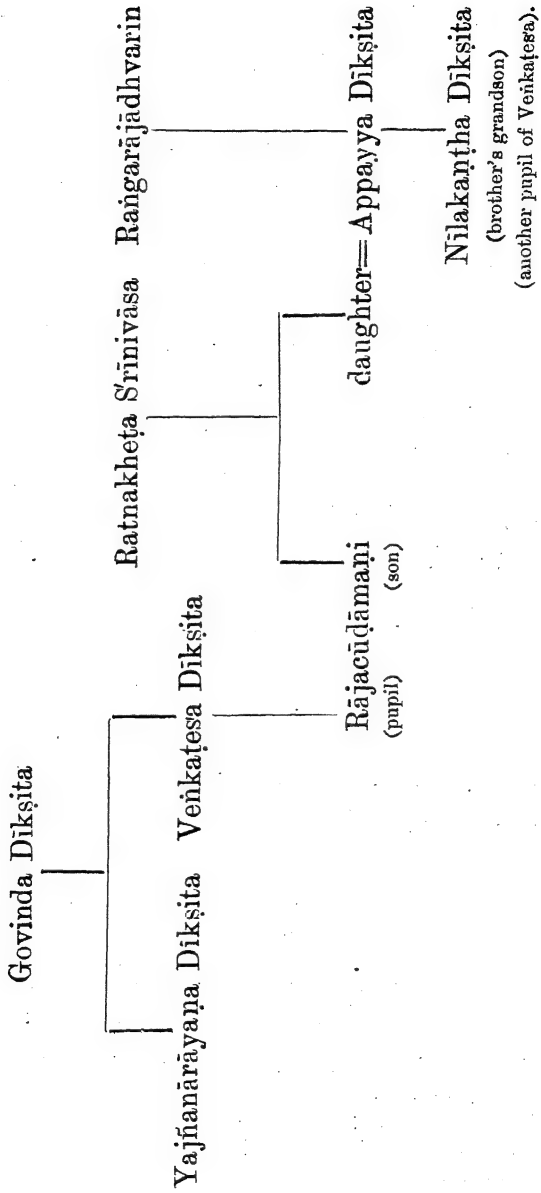 Govinda Dīkṣita
Yajñanārāyaṇa Dīkṣita Veṅkaṭeśa Dīkṣita
Ratnakheṭa S'rīnivāsa Raṅgarājādhvarin
Rājacūḍāmaṇi
(pupil) (son)
daughter=Appayya Dīkṣita
Nīlakaṇṭha Dīkṣita
(brother's grandson)
(another pupil of Veṅkaṭeśa).